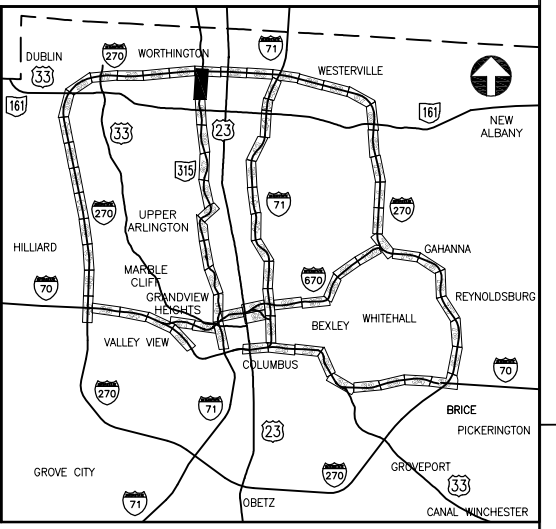 DUBLIN
33
270
WORTHINGTON
71
WESTERVILLE
161
33
23
161
NEW
ALBANY
315
270
UPPER
ARLINGTON
71
270
HILLIARD
70
MARBLE
CLIFF
GRANDVIEW
HEIGHTS
670
GAHANNA
REYNOLDSBURG
BEXLEY
WHITEHALL
VALLEY VIEW
COLUMBUS
70
270
71
23
BRICE
PICKERINGTON
GROVE CITY
270
GROVEPORT
33
71
OBETZ
CANAL WINCHESTER